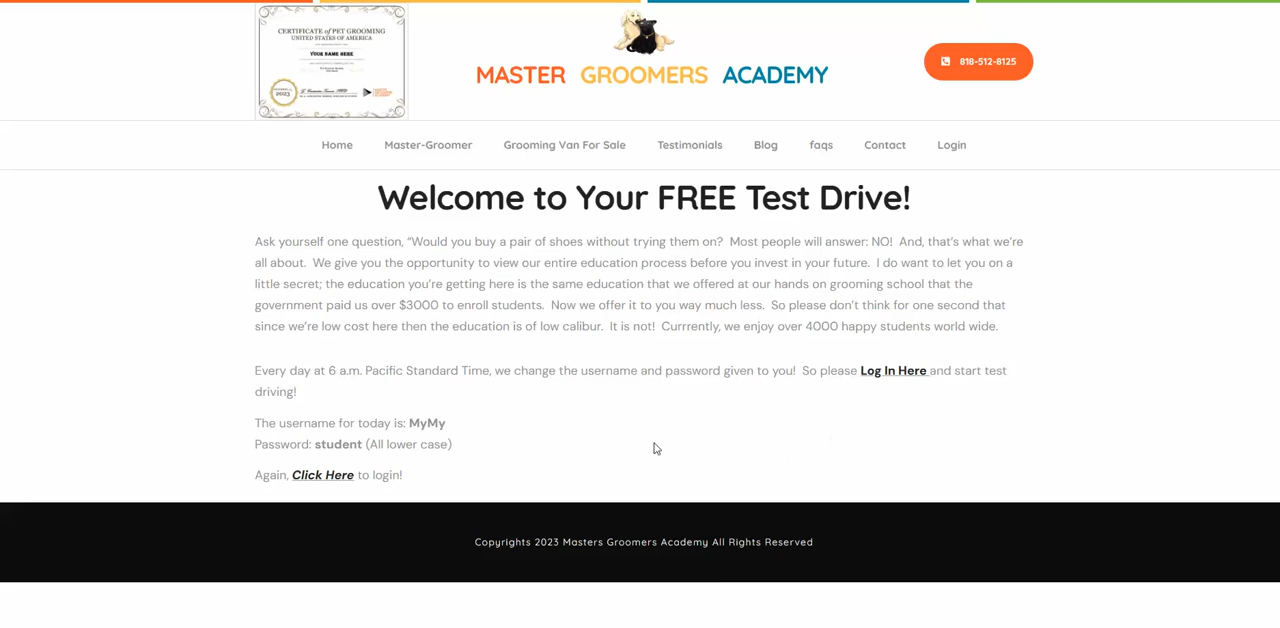 CERTIFICATE of PET GROOMING
UNITED STATES OF AMERICA
YOUR NAME HERE
2023
MASTER GROOMERS ACADEMY
818-512-8125
Home Master-Groomer Grooming Van For Sale Testimonials Blog faqs Contact Login
Welcome to Your FREE Test Drive!
Ask yourself one question, “Would you buy a pair of shoes without trying them on?  Most people will answer: NO!  And, that’s what we’re
all about.  We give you the opportunity to view our entire education process before you invest in your future.  I do want to let you on a
little secret; the education you’re getting here is the same education that we offered at our hands on grooming school that the
government paid us over $3000 to enroll students.  Now we offer it to you way much less.  So please don’t think for one second that
since we’re low cost here then the education is of low calibur.  It is not!  Currrently, we enjoy over 4000 happy students world wide.
Every day at 6 a.m. Pacific Standard Time, we change the username and password given to you!  So please Log In Here and start test
driving!
The username for today is: MyMy
Password: student (All lower case)
Again, Click Here to login!
Copyrights 2023 Masters Groomers Academy All Rights Reserved